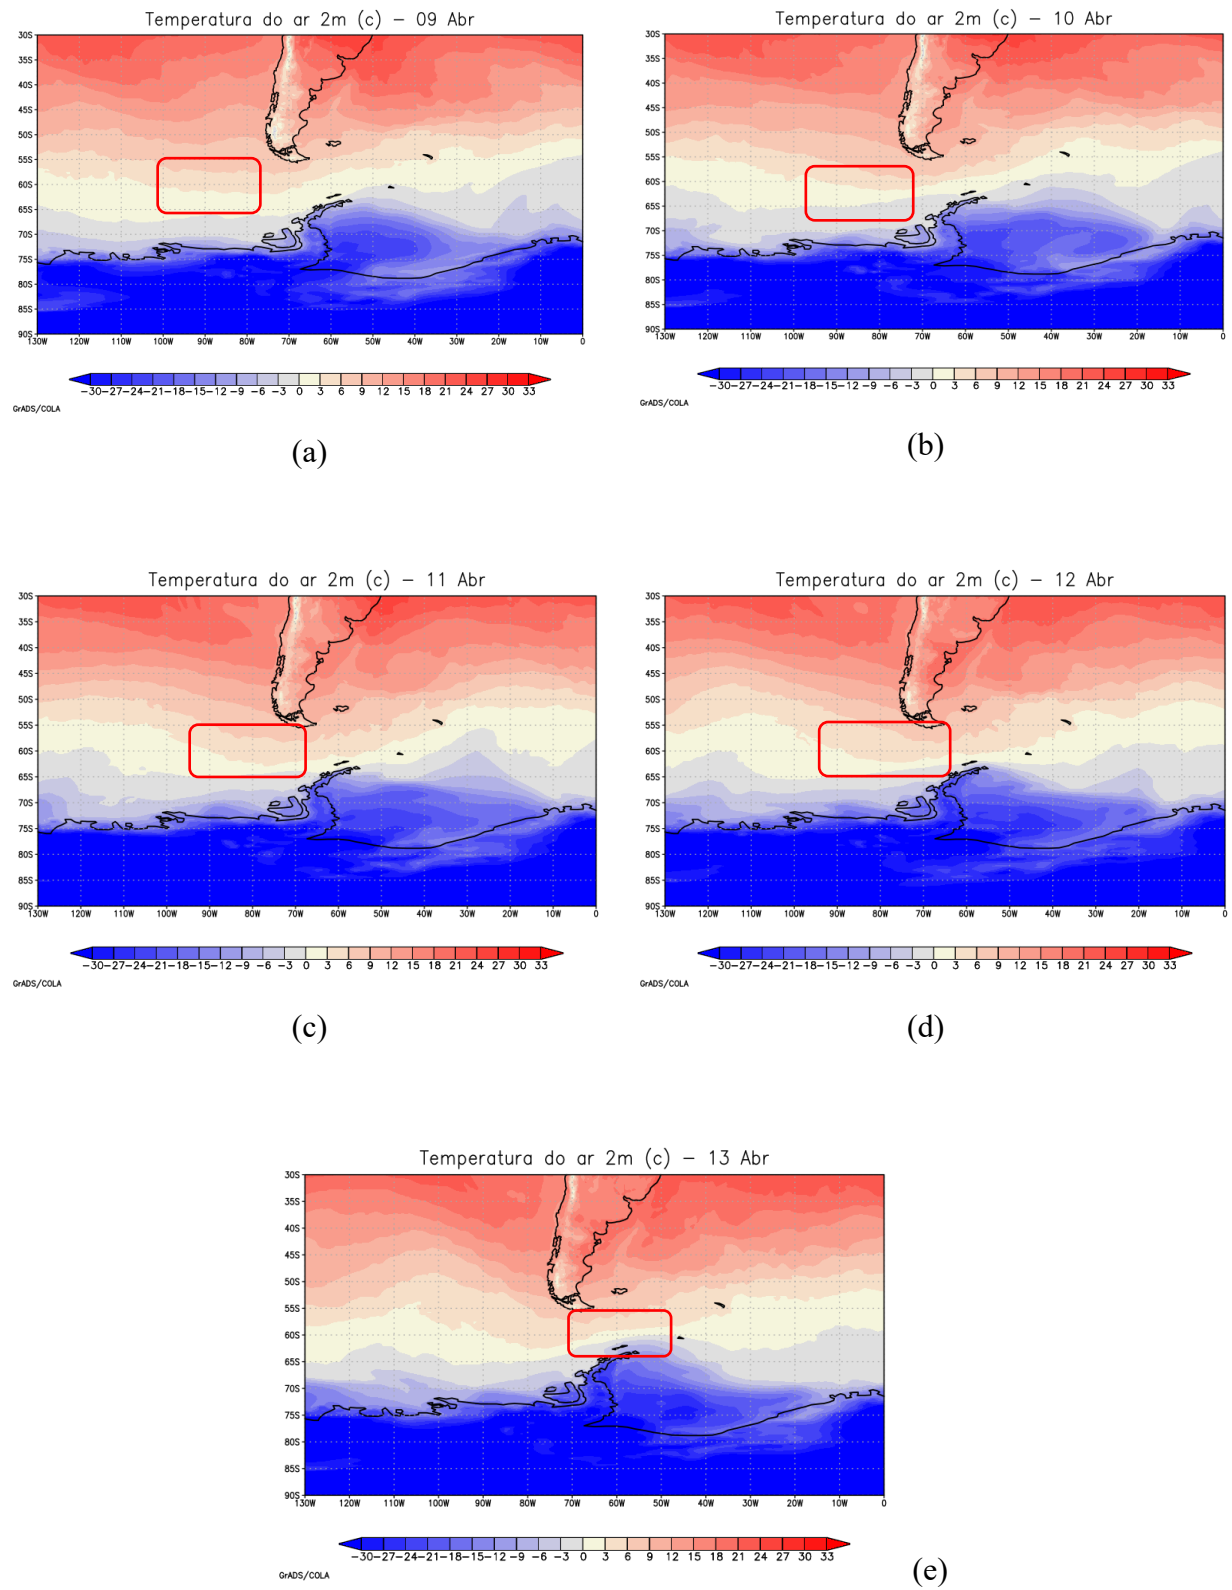 Temperatura do ar 2m (c) – 09 Abr
30S
35S
40S
45S
50S
55S
60S
65S
70S
75S
80S
85S
90S
130W 120W 110W 100W 90W 80W 70W 60W 50W 40W 30W 20W 10W 0
−30−27−24−21−18−15−12−9 −6 −3 0 3 6 9 12 15 18 21 24 27 30 33
GrADS/COLA
(a)
Temperatura do ar 2m (c) – 10 Abr
30S
35S
40S
45S
50S
55S
60S
65S
70S
75S
80S
85S
90S
130W 120W 110W 100W 90W 80W 70W 60W 50W 40W 30W 20W 10W 0
−30−27−24−21−18−15−12−9 −6 −3 0 3 6 9 12 15 18 21 24 27 30 33
GrADS/COLA
(b)
Temperatura do ar 2m (c) – 11 Abr
30S
35S
40S
45S
50S
55S
60S
65S
70S
75S
80S
85S
90S
130W 120W 110W 100W 90W 80W 70W 60W 50W 40W 30W 20W 10W 0
−30−27−24−21−18−15−12−9 −6 −3 0 3 6 9 12 15 18 21 24 27 30 33
GrADS/COLA
(c)
Temperatura do ar 2m (c) – 12 Abr
30S
35S
40S
45S
50S
55S
60S
65S
70S
75S
80S
85S
90S
130W 120W 110W 100W 90W 80W 70W 60W 50W 40W 30W 20W 10W 0
−30−27−24−21−18−15−12−9 −6 −3 0 3 6 9 12 15 18 21 24 27 30 33
GrADS/COLA
(d)
Temperatura do ar 2m (c) – 13 Abr
30S
35S
40S
45S
50S
55S
60S
65S
70S
75S
80S
85S
90S
130W 120W 110W 100W 90W 80W 70W 60W 50W 40W 30W 20W 10W 0
−30−27−24−21−18−15−12−9 −6 −3 0 3 6 9 12 15 18 21 24 27 30 33
GrADS/COLA
(e)